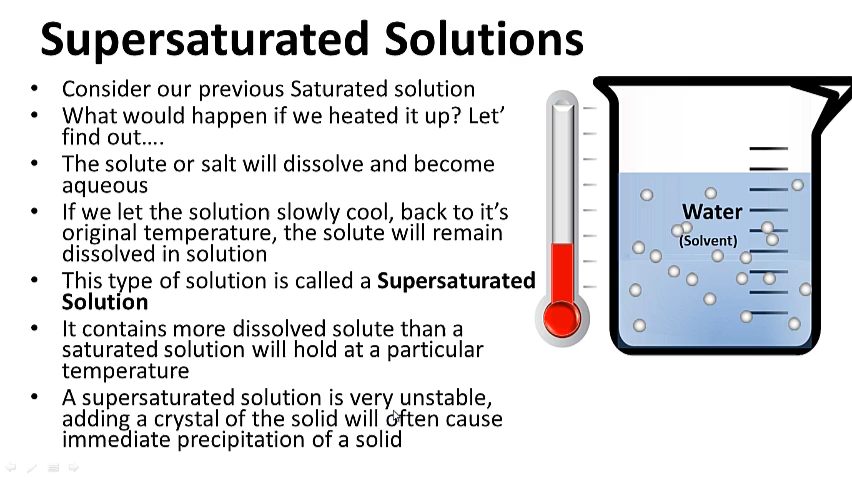 Supersaturated Solutions
• Consider our previous Saturated solution
• What would happen if we heated it up? Let’
find out....
• The solute or salt will dissolve and become
aqueous
• If we let the solution slowly cool, back to it’s
original temperature, the solute will remain
dissolved in solution
• This type of solution is called a Supersaturated
Solution
• It contains more dissolved solute than a
saturated solution will hold at a particular
temperature
• A supersaturated solution is very unstable,
adding a crystal of the solid will often cause
immediate precipitation of a solid
Water
(Solvent)